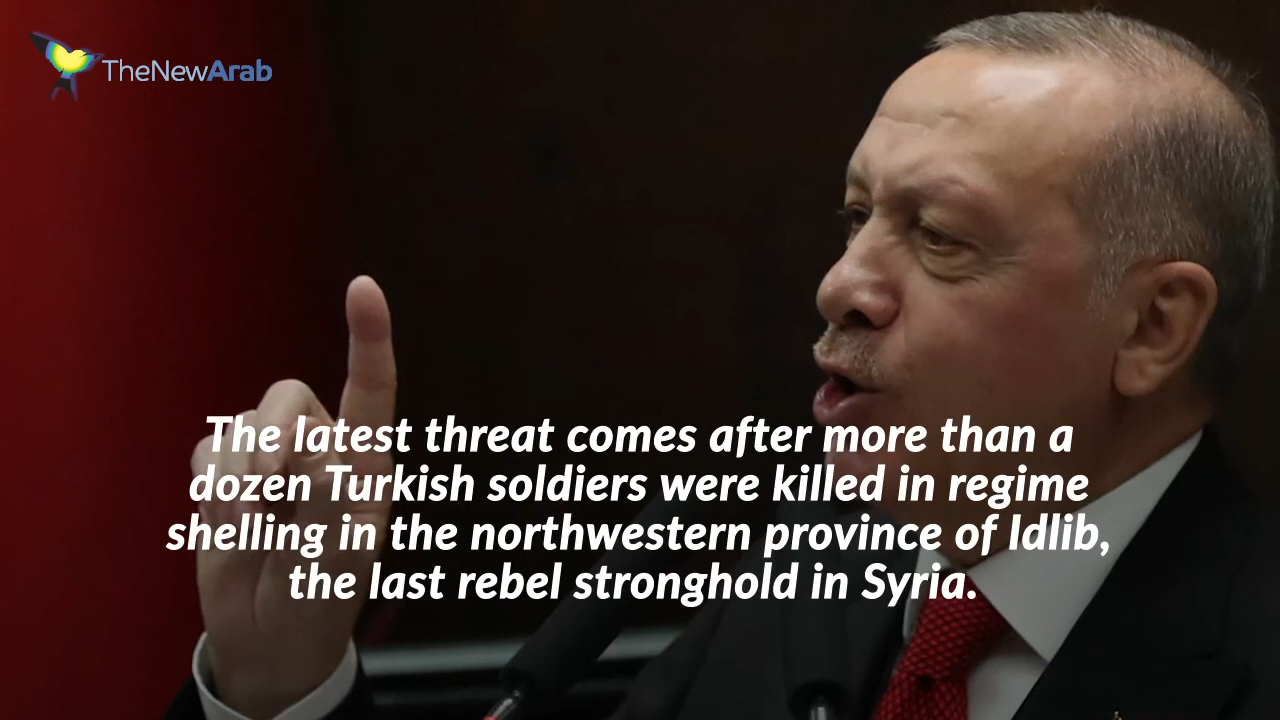 TheNewArab
The latest threat comes after more than a
dozen Turkish soldiers were killed in regime
shelling in the northwestern province of Idlib,
the last rebel stronghold in Syria.